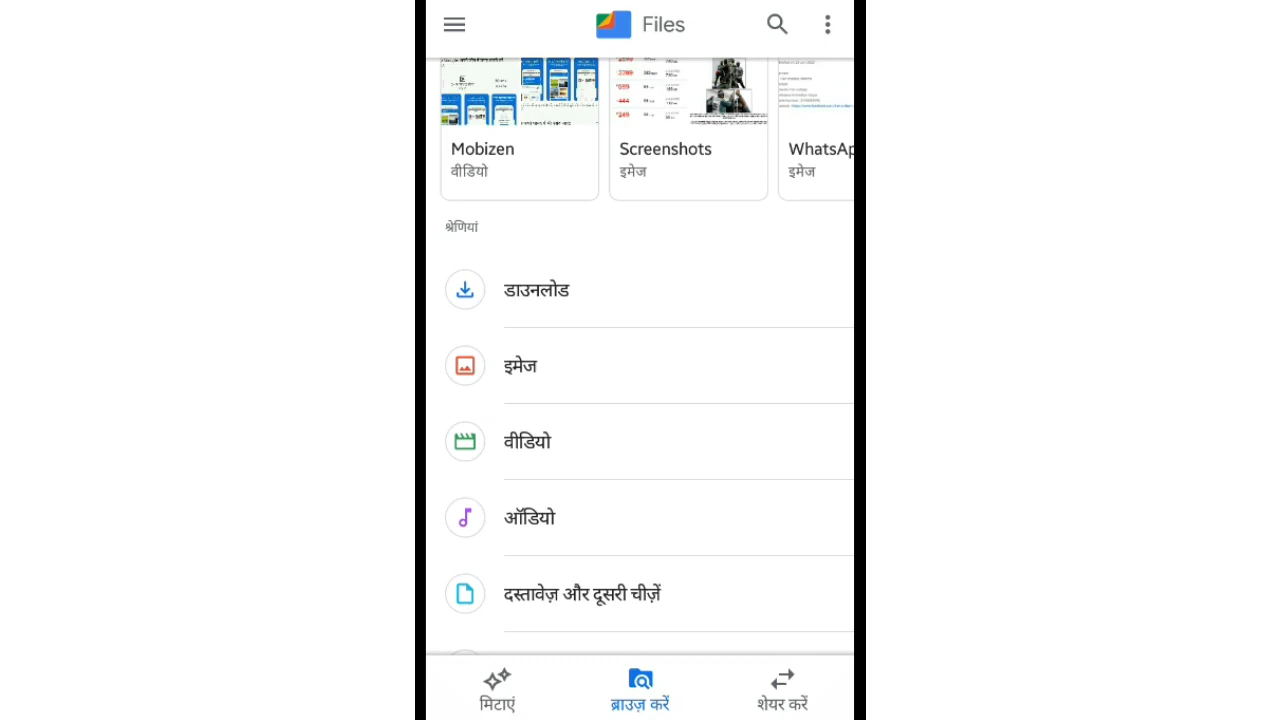 Files
Mobizen
वीडियो
Screenshots
इमेज
WhatsAp
इमेज
श्रेणियां
डाउनलोड
इमेज
वीडियो
ऑडियो
दस्तावेज़ और दूसरी चीज़ें
मिटाएं
ब्राउज़ करें
शेयर करें